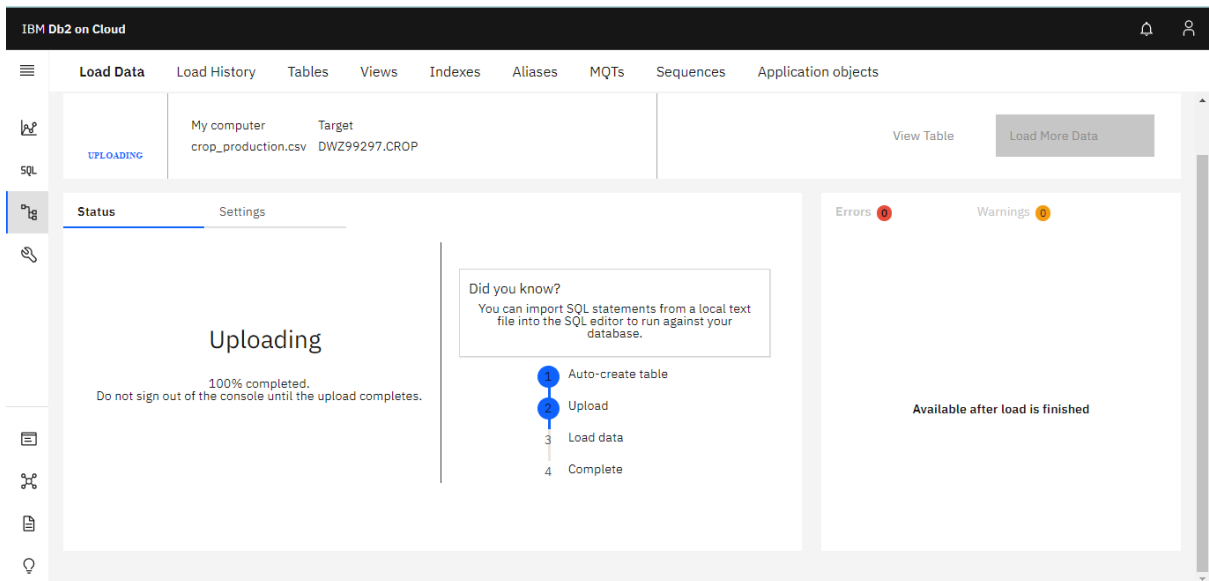 IBM Db2 on Cloud
Load Data Load History Tables Views Indexes Aliases MQTs Sequences Application objects
SQL
UPLOADING
My computer Target
crop_production.csv DWZ99297.CROP
View Table Load More Data
Status Settings
Uploading
100% completed.
Do not sign out of the console until the upload completes.
Did you know?
You can import SQL statements from a local text
file into the SQL editor to run against your
database.
1 Auto-create table
2 Upload
3 Load data
4 Complete
Errors 0 Warnings 0
Available after load is finished